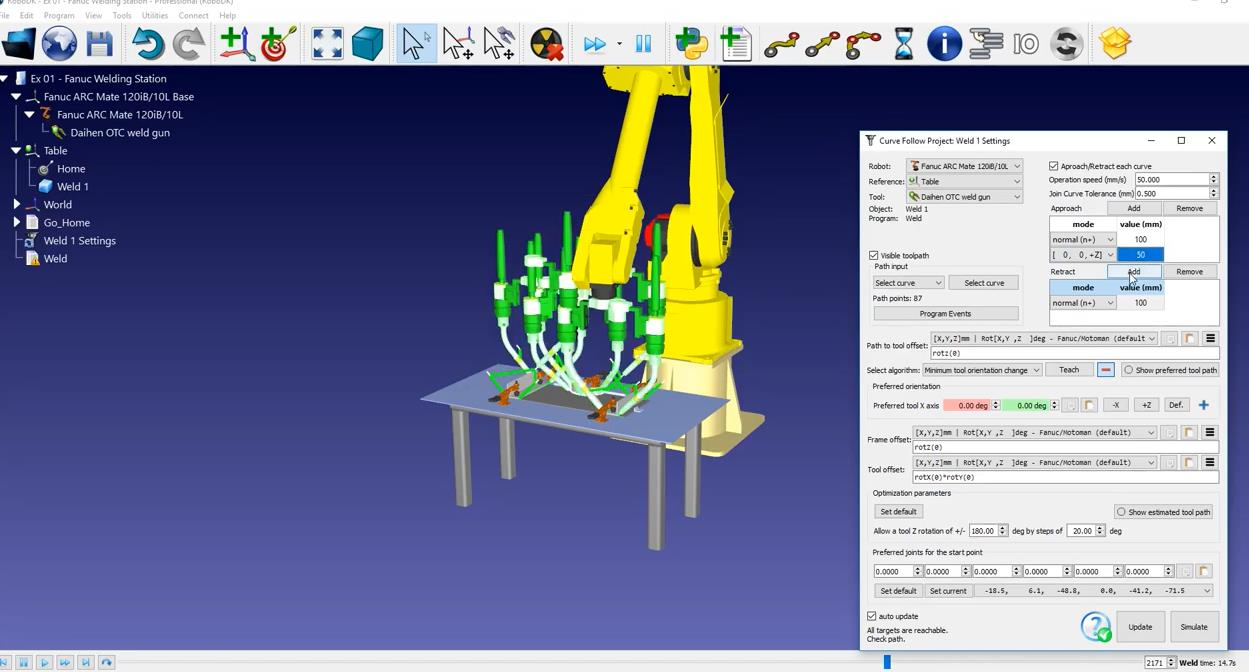 RoboDK - Ex 01 - Fanuc Welding Station - Professional (RoboDK)
File Edit Program View Tools Utilities Connect Help
IO
Ex 01 - Fanuc Welding Station
Fanuc ARC Mate 120iB/10L Base
Fanuc ARC Mate 120iB/10L
Daihen OTC weld gun
Table
Home
Weld 1
World
Go_Home
Weld 1 Settings
Weld
Curve Follow Project: Weld 1 Settings
Robot: Fanuc ARC Mate 120iB/10L
Reference: Table
Tool: Daihen OTC weld gun
Object: Weld 1
Program: Weld
Visible toolpath
Path input
Select curve Select curve
Path points: 87
Program Events
Aproach/Retract each curve
Operation speed (mm/s) 50.000
Join Curve Tolerance (mm) 0.500
Approach Add Remove
mode value (mm)
normal (n+) 100
[ 0, 0,+Z] 50
Retract Add Remove
mode value (mm)
normal (n+) 100
Path to tool offset: [X,Y,Z]mm | Rot[X,Y ,Z ]deg - Fanuc/Motoman (default
rotz(0)
Select algorithm: Minimum tool orientation change Teach Show preferred tool path
Preferred orientation
Preferred tool X axis 0.00 deg 0.00 deg -X +Z Def.
Frame offset: [X,Y,Z]mm | Rot[X,Y ,Z ]deg - Fanuc/Motoman (default)
rotz(0)
Tool offset: [X,Y,Z]mm | Rot[X,Y ,Z ]deg - Fanuc/Motoman (default)
rotX(0)*rotY(0)
Optimization parameters
Set default Show estimated tool path
Allow a tool Z rotation of +/- 180.00 deg by steps of 20.00 deg
Preferred joints for the start point
0.0000 0.0000 0.0000 0.0000 0.0000 0.0000
Set default Set current -18.5, 6.1, -48.8, 0.0, -41.2, -71.5
auto update
All targets are reachable.
Check path.
Update Simulate
2171 Weld time: 14.7s